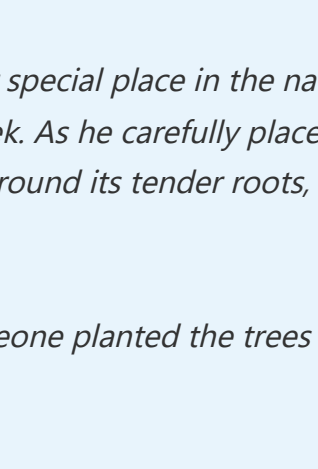 special place in the na
ek. As he carefully place
round its tender roots,
eone planted the trees